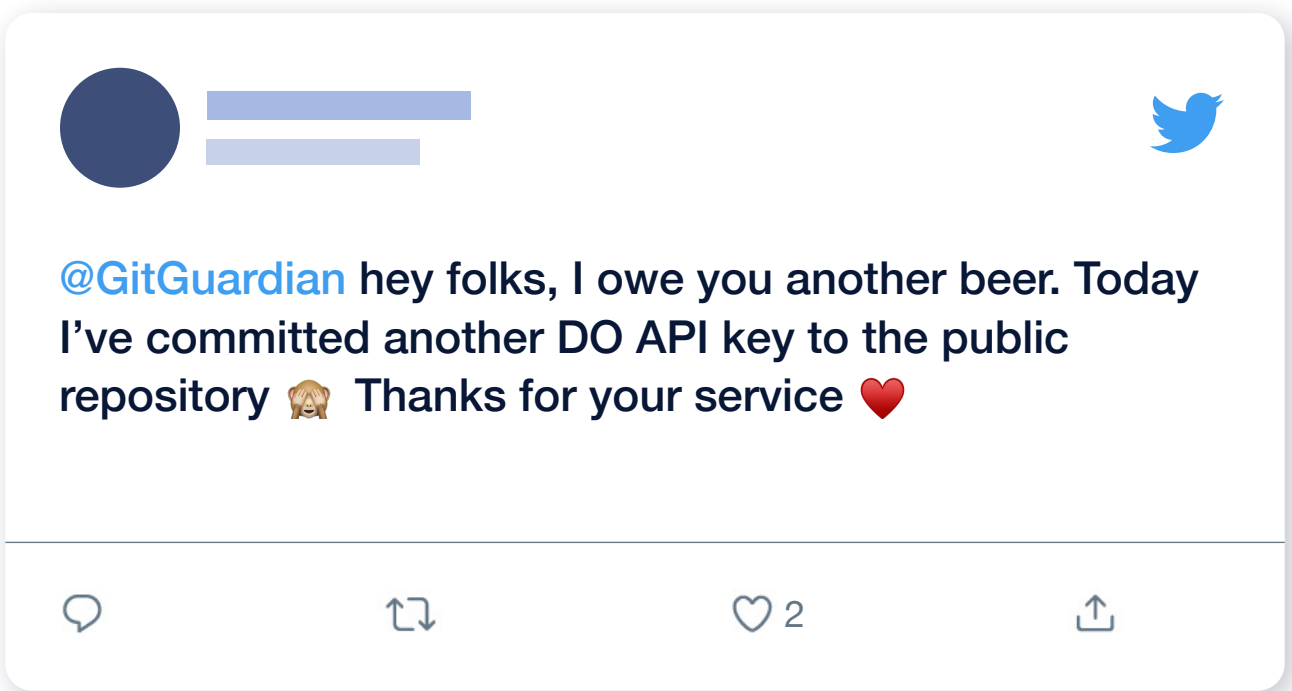 @GitGuardian hey folks, I owe you another beer. Today
I’ve committed another DO API key to the public
repository 🙈 Thanks for your service ♥️
2